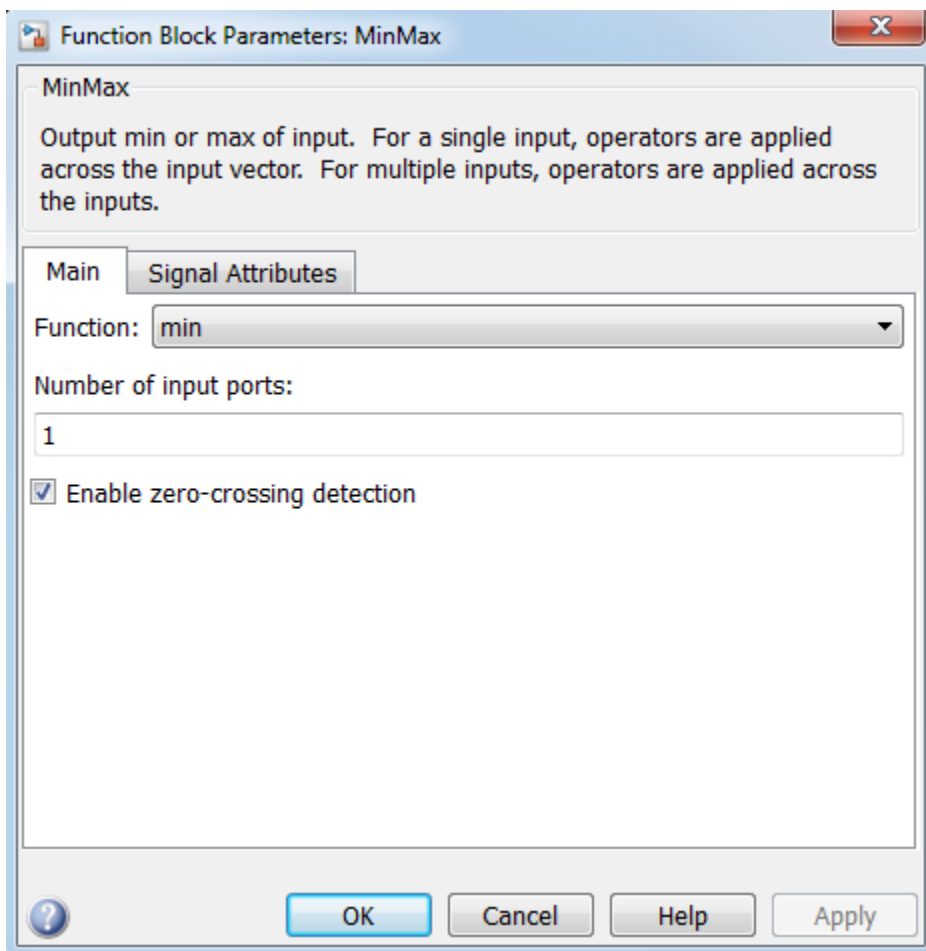 Function Block Parameters: MinMax
x
MinMax
Output min or max of input.  For a single input, operators are applied
across the input vector.  For multiple inputs, operators are applied across
the inputs.
Main Signal Attributes
Function: min
Number of input ports:
1
Enable zero-crossing detection
? OK Cancel Help Apply